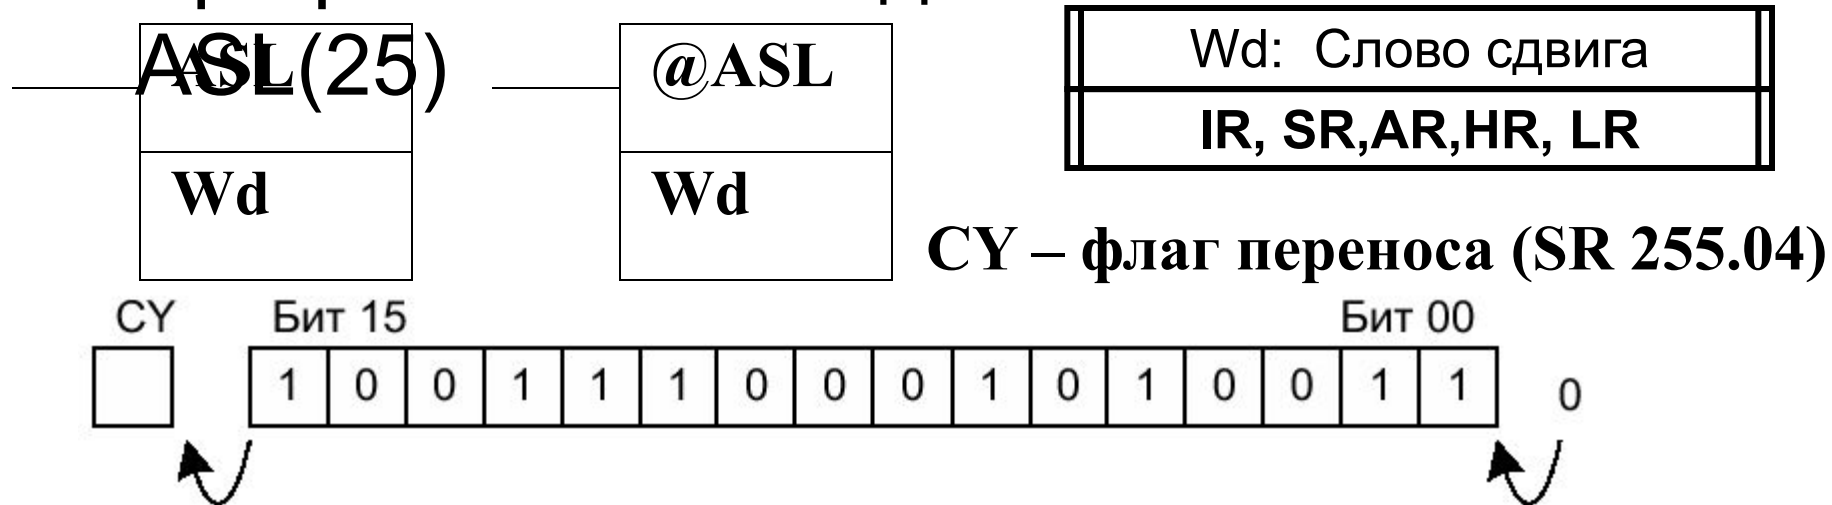 ASL(25)
ASL
Wd
@ASL
Wd
Wd: Слово сдвига
IR, SR,AR,HR, LR
CY – флаг переноса (SR 255.04)
CY Бит 15 Бит 00
1 0 0 1 1 1 0 0 0 1 0 1 0 0 1 1 0